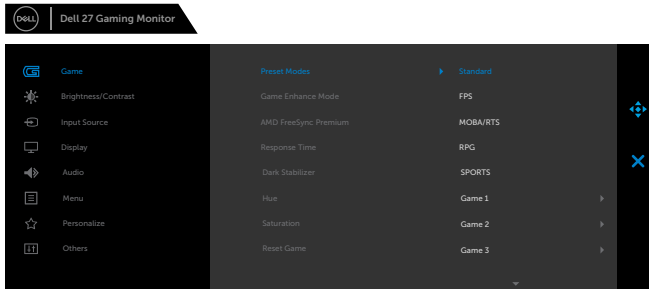 DELL Dell 27 Gaming Monitor
Game Preset Modes Standard
Brightness/Contrast Game Enhance Mode FPS
Input Source AMD FreeSync Premium MOBA/RTS
Display Response Time RPG
Audio Dark Stabilizer SPORTS
Menu Hue Game 1
Personalize Saturation Game 2
Others Reset Game Game 3